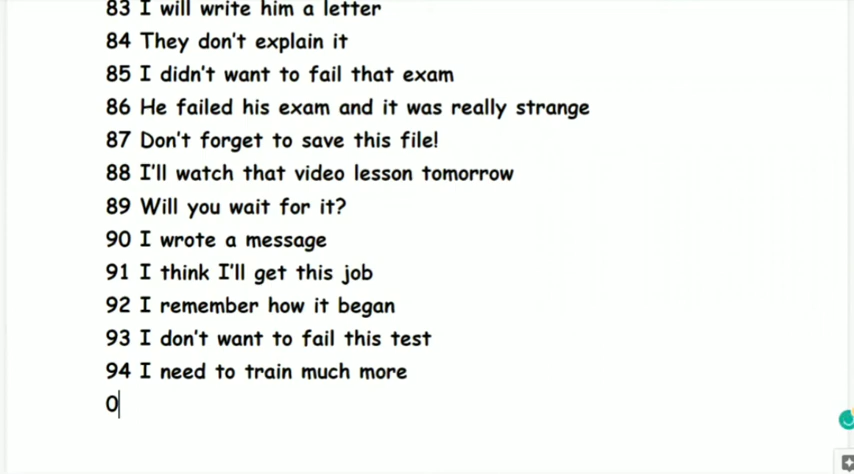 83 I will write him a letter
84 They don't explain it
85 I didn't want to fail that exam
86 He failed his exam and it was really strange
87 Don't forget to save this file!
88 I'll watch that video lesson tomorrow
89 Will you wait for it?
90 I wrote a message
91 I think I'll get this job
92 I remember how it began
93 I don't want to fail this test
94 I need to train much more
0